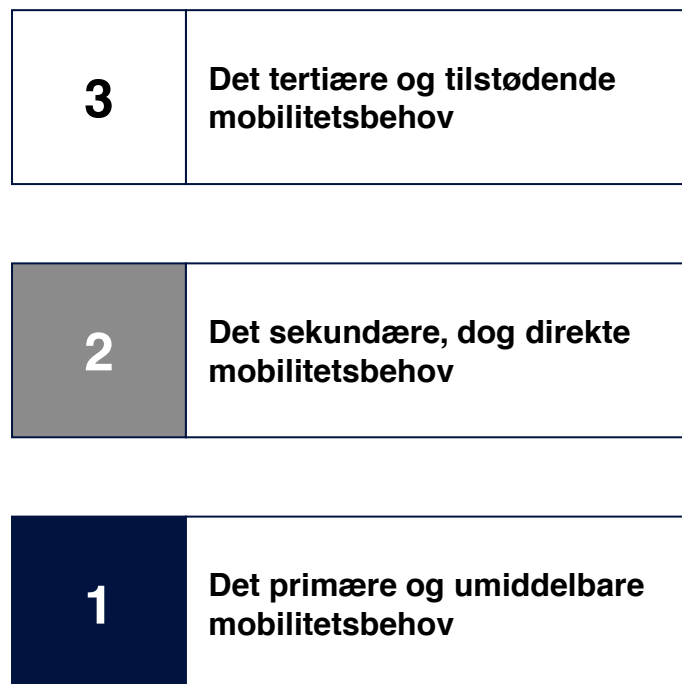 3
Det tertiære og tilstødende
mobilitetsbehov
2
Det sekundære, dog direkte
mobilitetsbehov
1
Det primære og umiddelbare
mobilitetsbehov